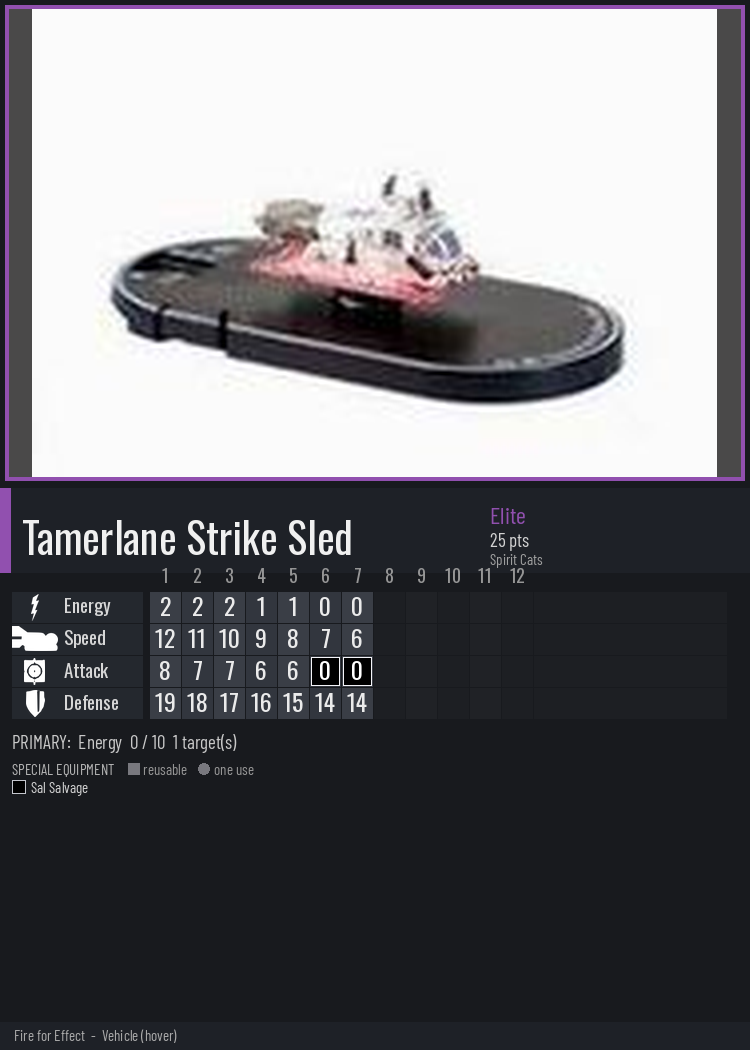 Tamerlane Strike Sled
Elite
25 pts
Spirit Cats
1 2 3 4 5 6 7 8 9 10 11 12
Energy 2 2 2 1 1 0 0
Speed 12 11 10 9 8 7 6
Attack 8 7 7 6 6 0 0
Defense 19 18 17 16 15 14 14
PRIMARY: Energy 0 / 10 1 target(s)
SPECIAL EQUIPMENT reusable one use
Sal Salvage
Fire for Effect - Vehicle (hover)